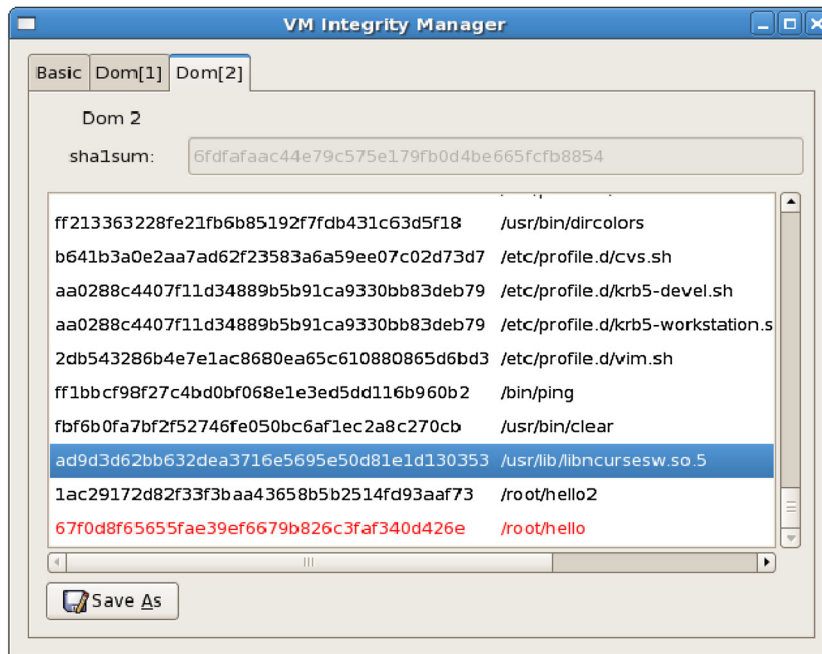 VM Integrity Manager
Basic Dom[1] Dom[2]
Dom 2
sha1sum: 6fdfafaac44e79c575e179fb0d4be665fcfb8854
ff213363228fe21fb6b85192f7fdb431c63d5f18 /usr/bin/dircolors
b641b3a0e2aa7ad62f23583a6a59ee07c02d73d7 /etc/profile.d/cvs.sh
aa0288c4407f11d34889b5b91ca9330bb83deb79 /etc/profile.d/krb5-devel.sh
aa0288c4407f11d34889b5b91ca9330bb83deb79 /etc/profile.d/krb5-workstation.s
2db543286b4e7e1ac8680ea65c610880865d6bd3 /etc/profile.d/vim.sh
ff1bbcf98f27c4bd0bf068e1e3ed5dd116b960b2 /bin/ping
fbf6b0fa7bf2f52746fe050bc6af1ec2a8c270cb /usr/bin/clear
ad9d3d62bb632dea3716e5695e50d81e1d130353 /usr/lib/libncursesw.so.5
1ac29172d82f33f3baa43658b5b2514fd93aaf73 /root/hello2
67f0d8f65655fae39ef6679b826c3faf340d426e /root/hello
Save As